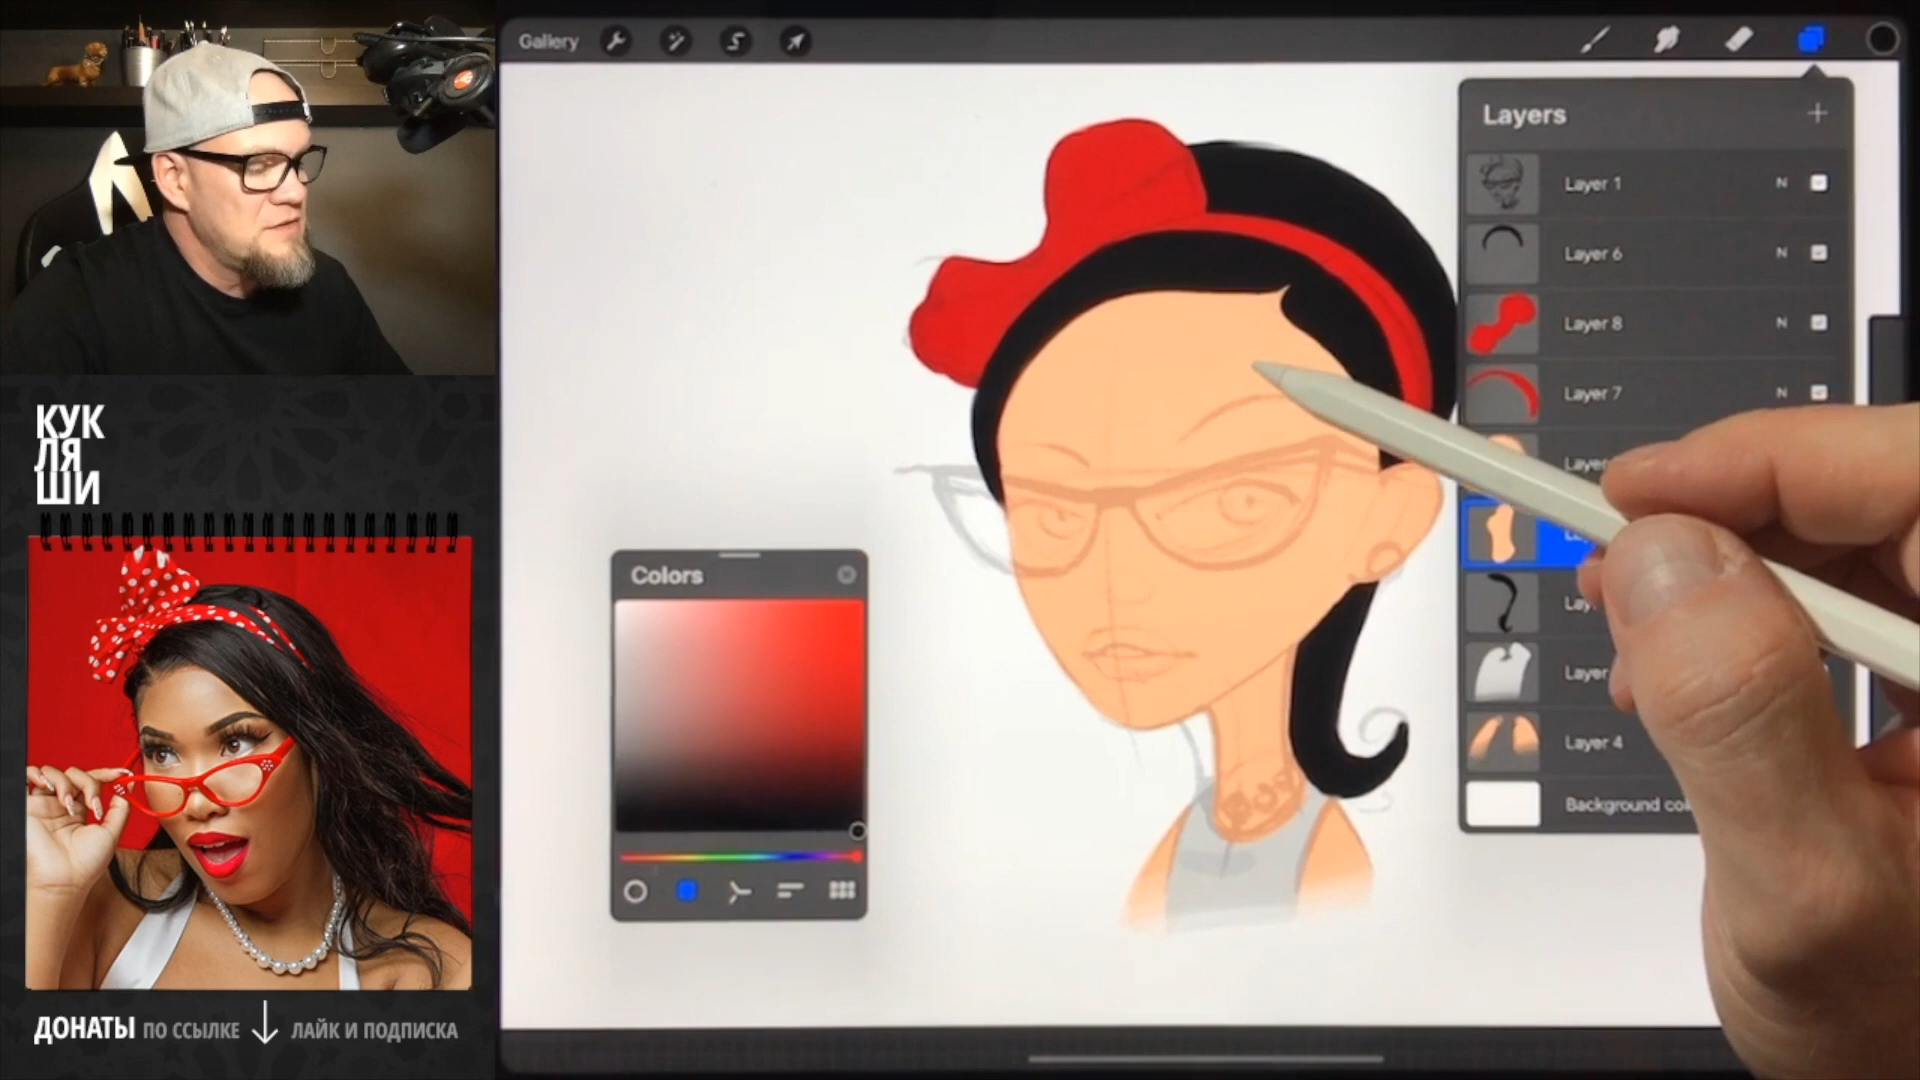 Gallery
Layers
Layer 1 N
Layer 6 N
Layer 8 N
Layer 7 N
Layer 4
Background
Colors
КУК
ЛЯ
ШИ
ДОНАТЫ ПО ССЫЛКЕ ↓ ЛАЙК И ПОДПИСКА